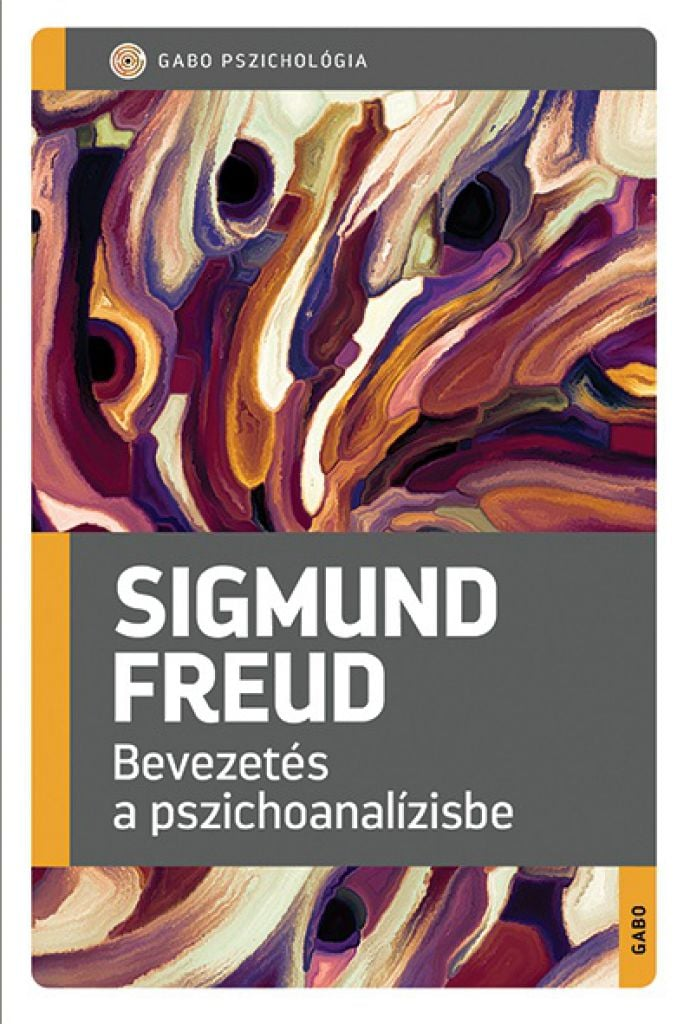 GABO PSZICHOLÓGIA
SIGMUND
FREUD
Bevezetés
a pszichoanalízisbe
GABO